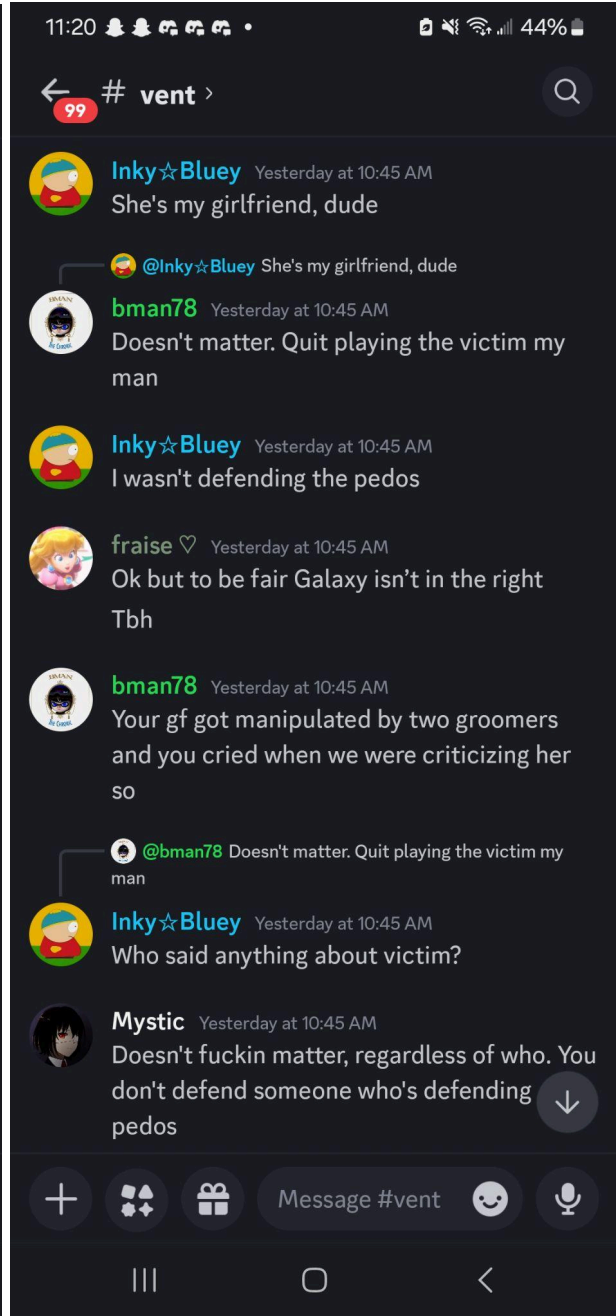 11:20
44%
99
# vent >
Inky☆Bluey Yesterday at 10:45 AM
She's my girlfriend, dude
@Inky☆Bluey She's my girlfriend, dude
bman78 Yesterday at 10:45 AM
Doesn't matter. Quit playing the victim my
man
Inky☆Bluey Yesterday at 10:45 AM
I wasn't defending the pedos
fraise ♡ Yesterday at 10:45 AM
Ok but to be fair Galaxy isn’t in the right
Tbh
bman78 Yesterday at 10:45 AM
Your gf got manipulated by two groomers
and you cried when we were criticizing her
so
@bman78 Doesn't matter. Quit playing the victim my
man
Inky☆Bluey Yesterday at 10:45 AM
Who said anything about victim?
Mystic Yesterday at 10:45 AM
Doesn't fuckin matter, regardless of who. You
don't defend someone who's defending
pedos
Message #vent